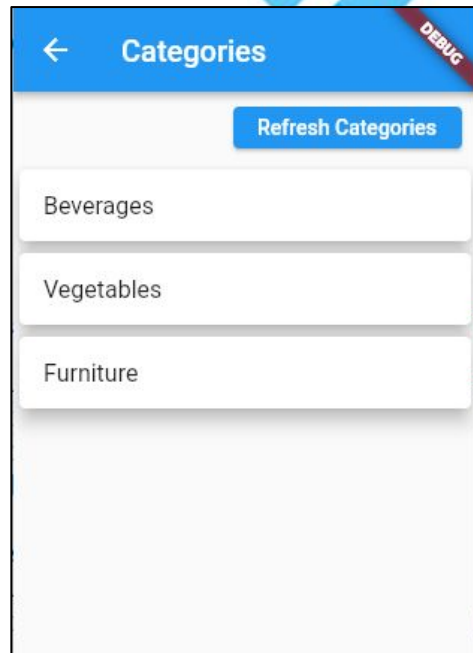 Categories
DEBUG
Refresh Categories
Beverages
Vegetables
Furniture